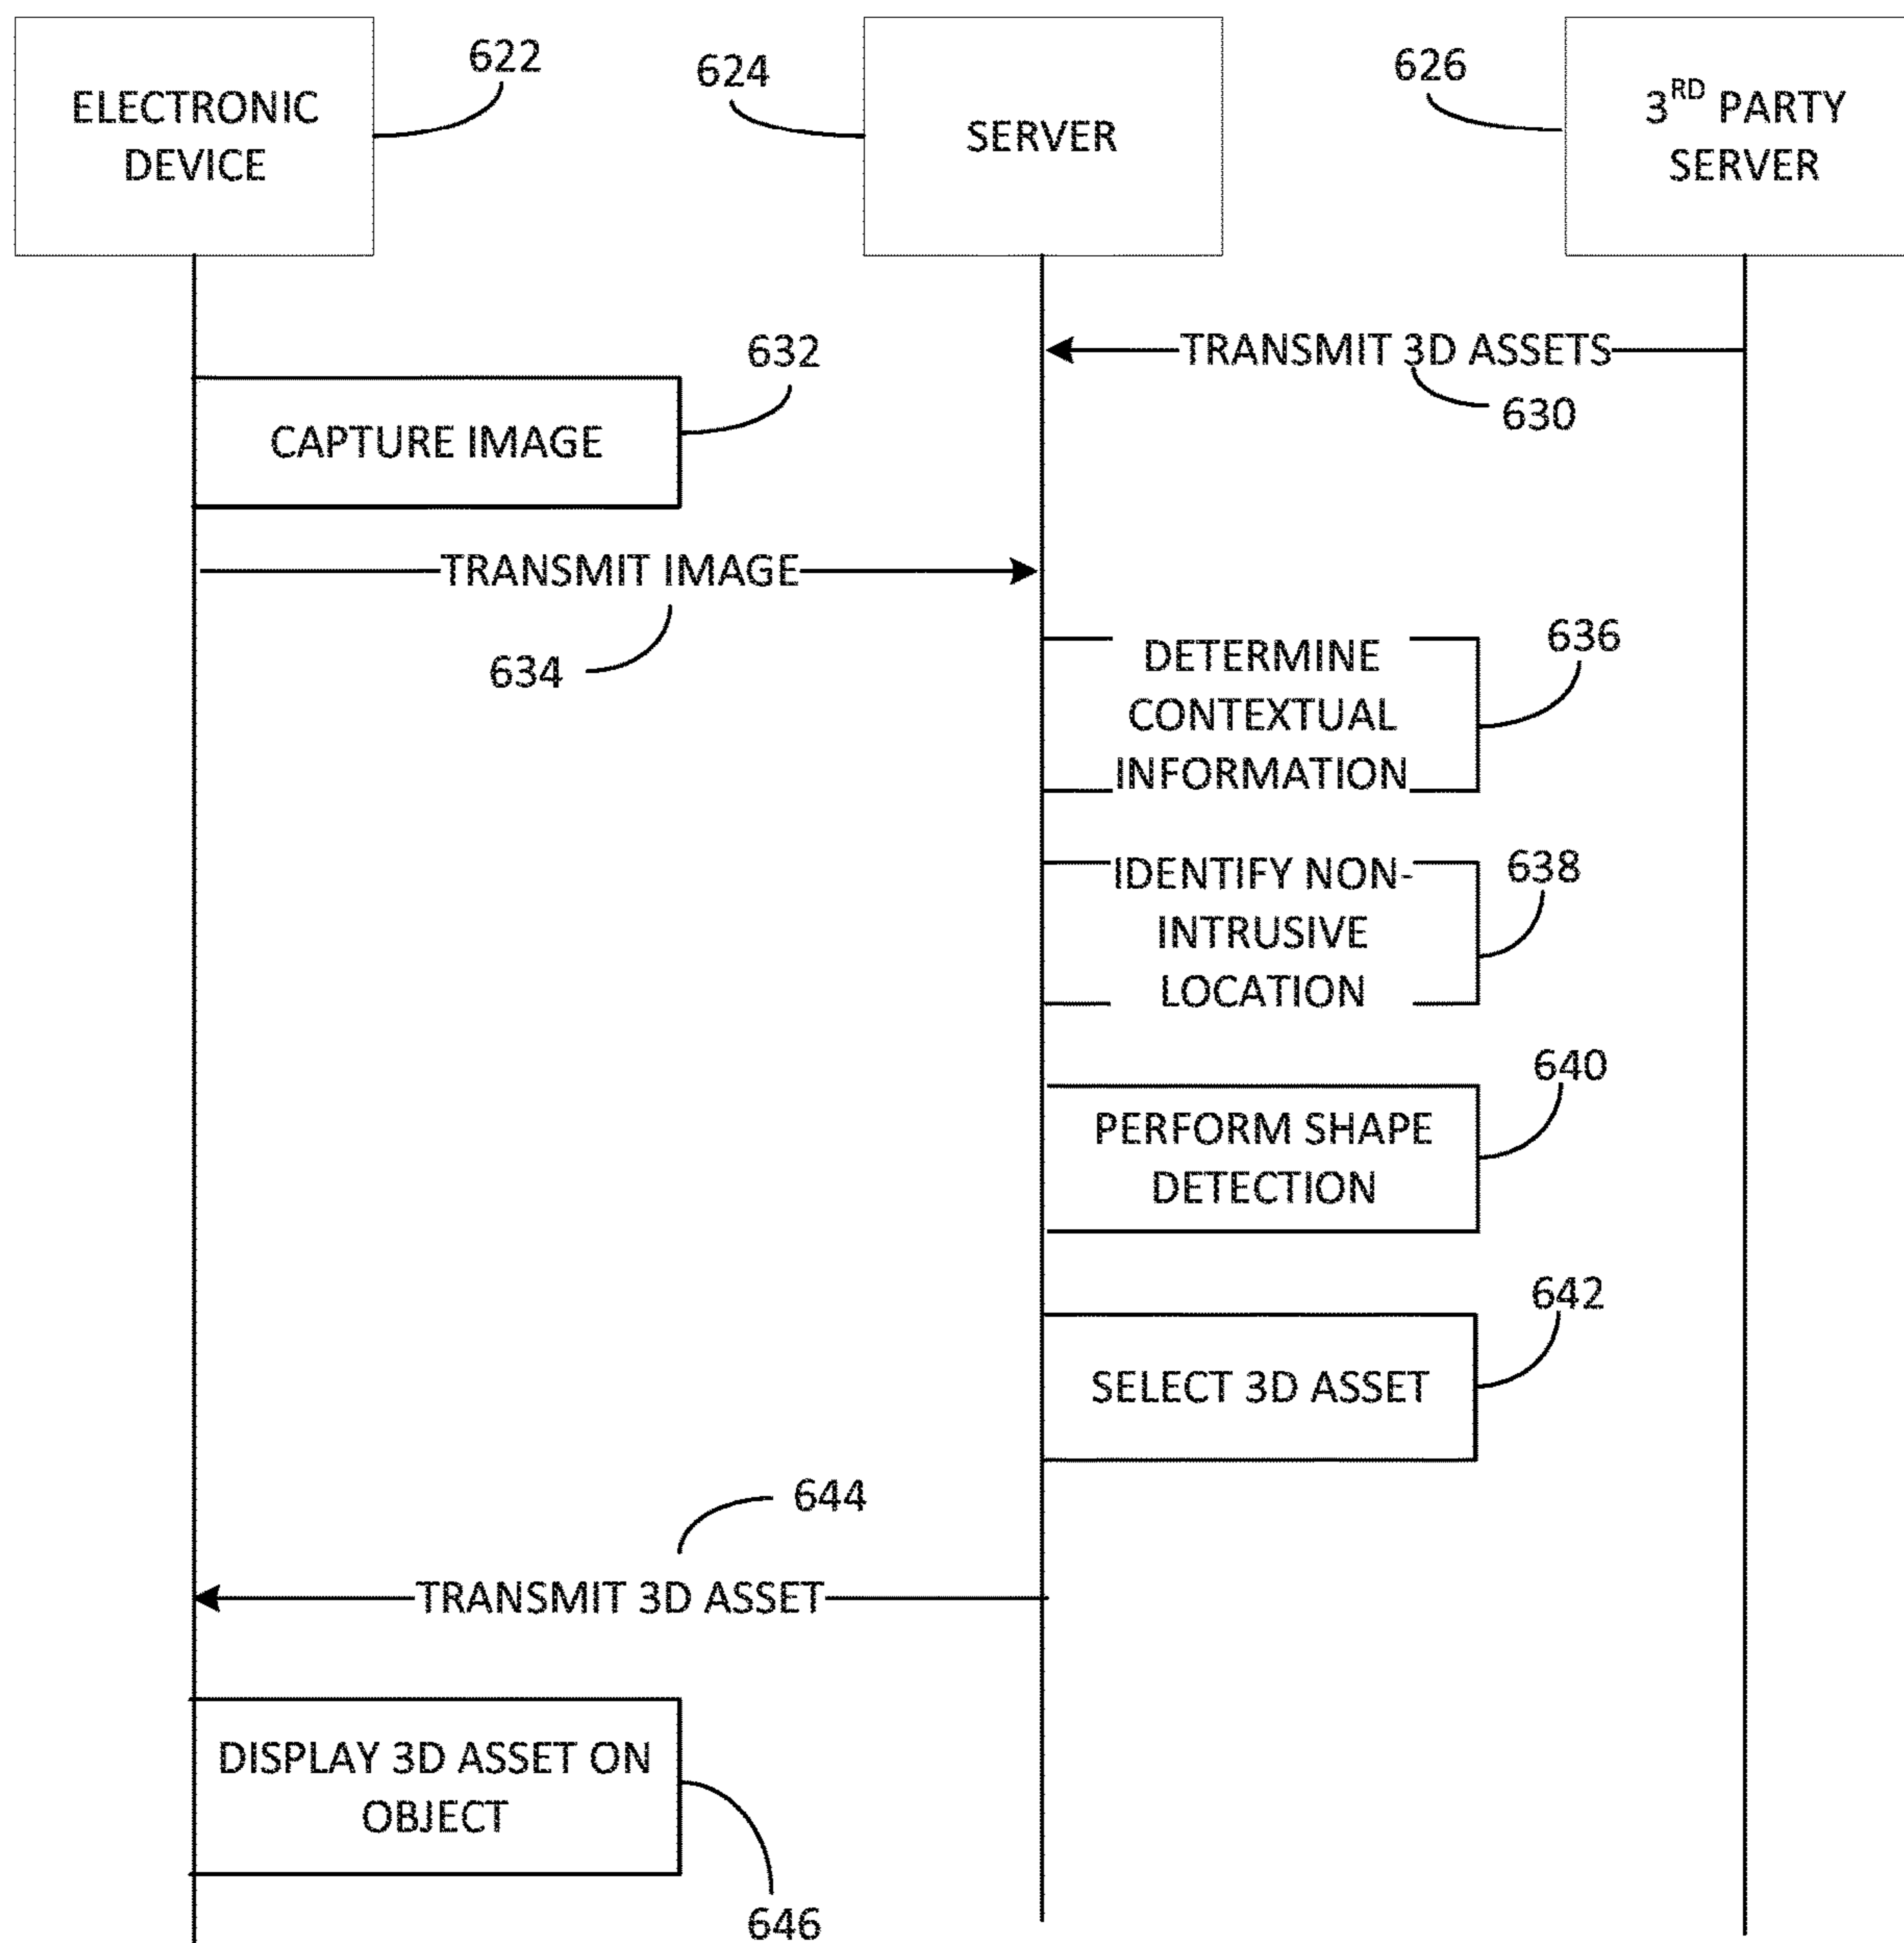 ELECTRONIC
DEVICE
622
624
SERVER
626
3RD PARTY
SERVER
TRANSMIT 3D ASSETS
630
632
CAPTURE IMAGE
TRANSMIT IMAGE
634
DETERMINE
CONTEXTUAL
INFORMATION
636
IDENTIFY NON-
INTRUSIVE
LOCATION
638
PERFORM SHAPE
DETECTION
640
SELECT 3D ASSET
642
644
TRANSMIT 3D ASSET
DISPLAY 3D ASSET ON
OBJECT
646